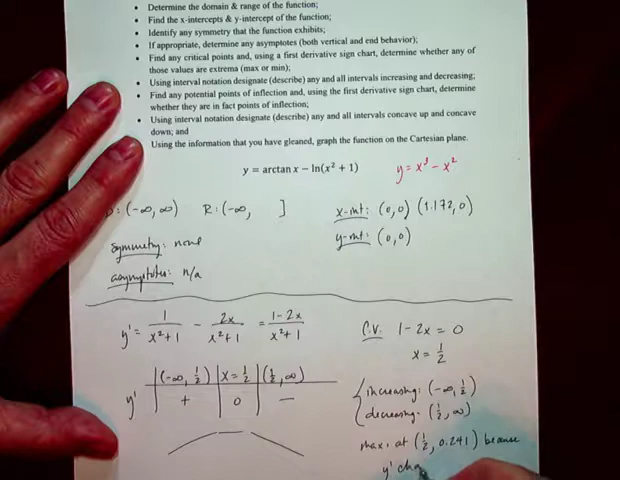 • Determine the domain & range of the function;
• Find the x-intercepts & y-intercept of the function;
• Identify any symmetry that the function exhibits;
• If appropriate, determine any asymptotes (both vertical and end behavior);
• Find any critical points and, using a first derivative sign chart, determine whether any of
those values are extrema (max or min);
• Using interval notation designate (describe) any and all intervals increasing and decreasing;
• Find any potential points of inflection and, using the first derivative sign chart, determine
whether they are in fact points of inflection;
• Using interval notation designate (describe) any and all intervals concave up and concave
down; and
Using the information that you have gleaned, graph the function on the Cartesian plane.
y = arctan x – ln(x² + 1) y = x³ - x²
: (-∞, ∞) R: (-∞, ] x-int: (0,0) (1.172, 0)
y-int: (0,0)
symmetry: none
asymptotes: n/a
y' = 1/(x²+1) - 2x/(x²+1) = (1-2x)/(x²+1) C.V. 1-2x = 0
x = 1/2
(-∞, 1/2) x = 1/2 (1/2, ∞)
y' + 0 -
increasing: (-∞, 1/2)
decreasing: (1/2, ∞)
max. at (1/2, 0.241) because
y'